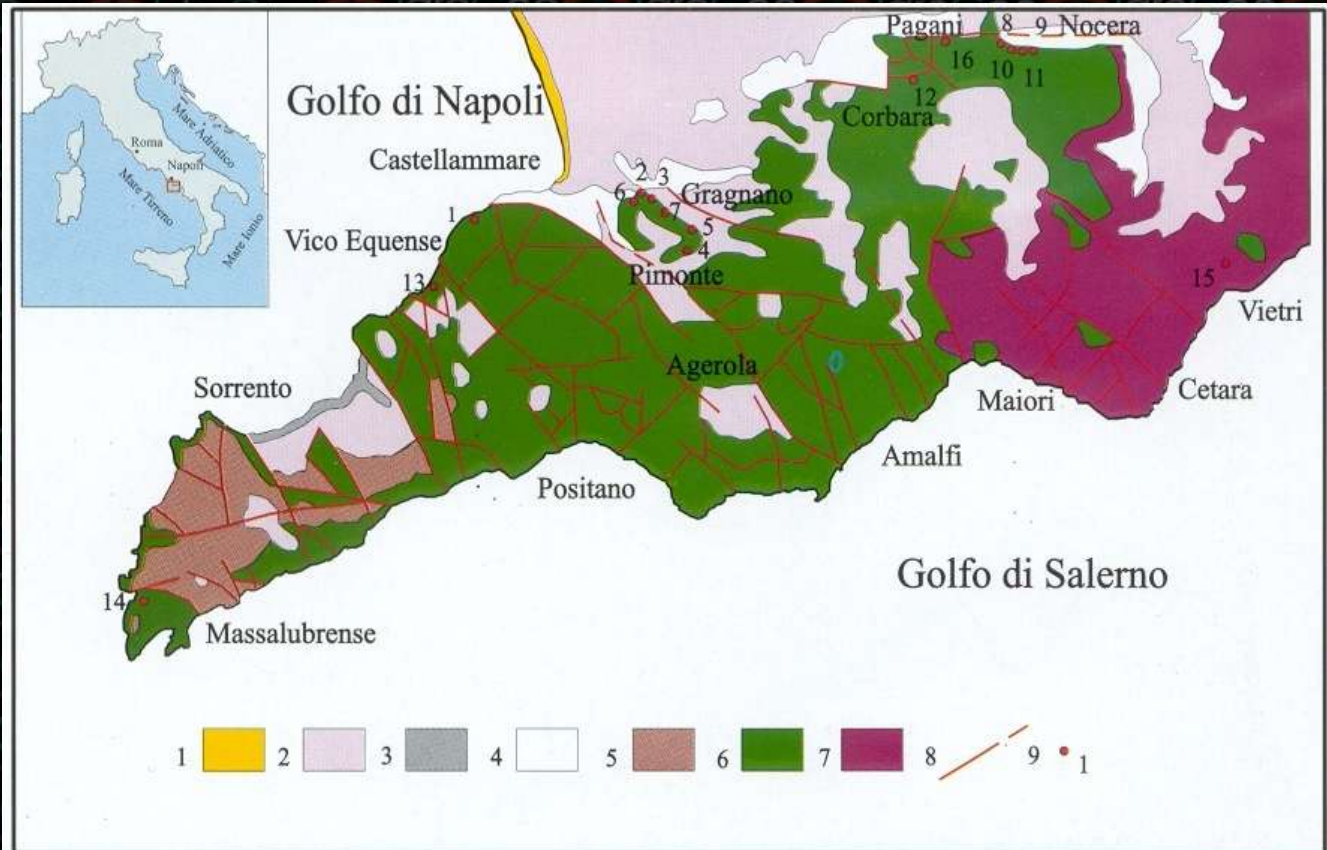 Mare Adriatico
Roma
Napoli
Mare Tirreno
Mare Ionio
Golfo di Napoli
Castellammare
Vico Equense
Sorrento
Massalubrense
Positano
Amalfi
Maiori
Cetara
Vietri
Golfo di Salerno
Pagani
8
9
Nocera
16
10
11
12
Corbara
2
3
6
Gragnano
7
1
5
4
Pimonte
13
15
Agerola
14
1
2
3
4
5
6
7
8
9
1